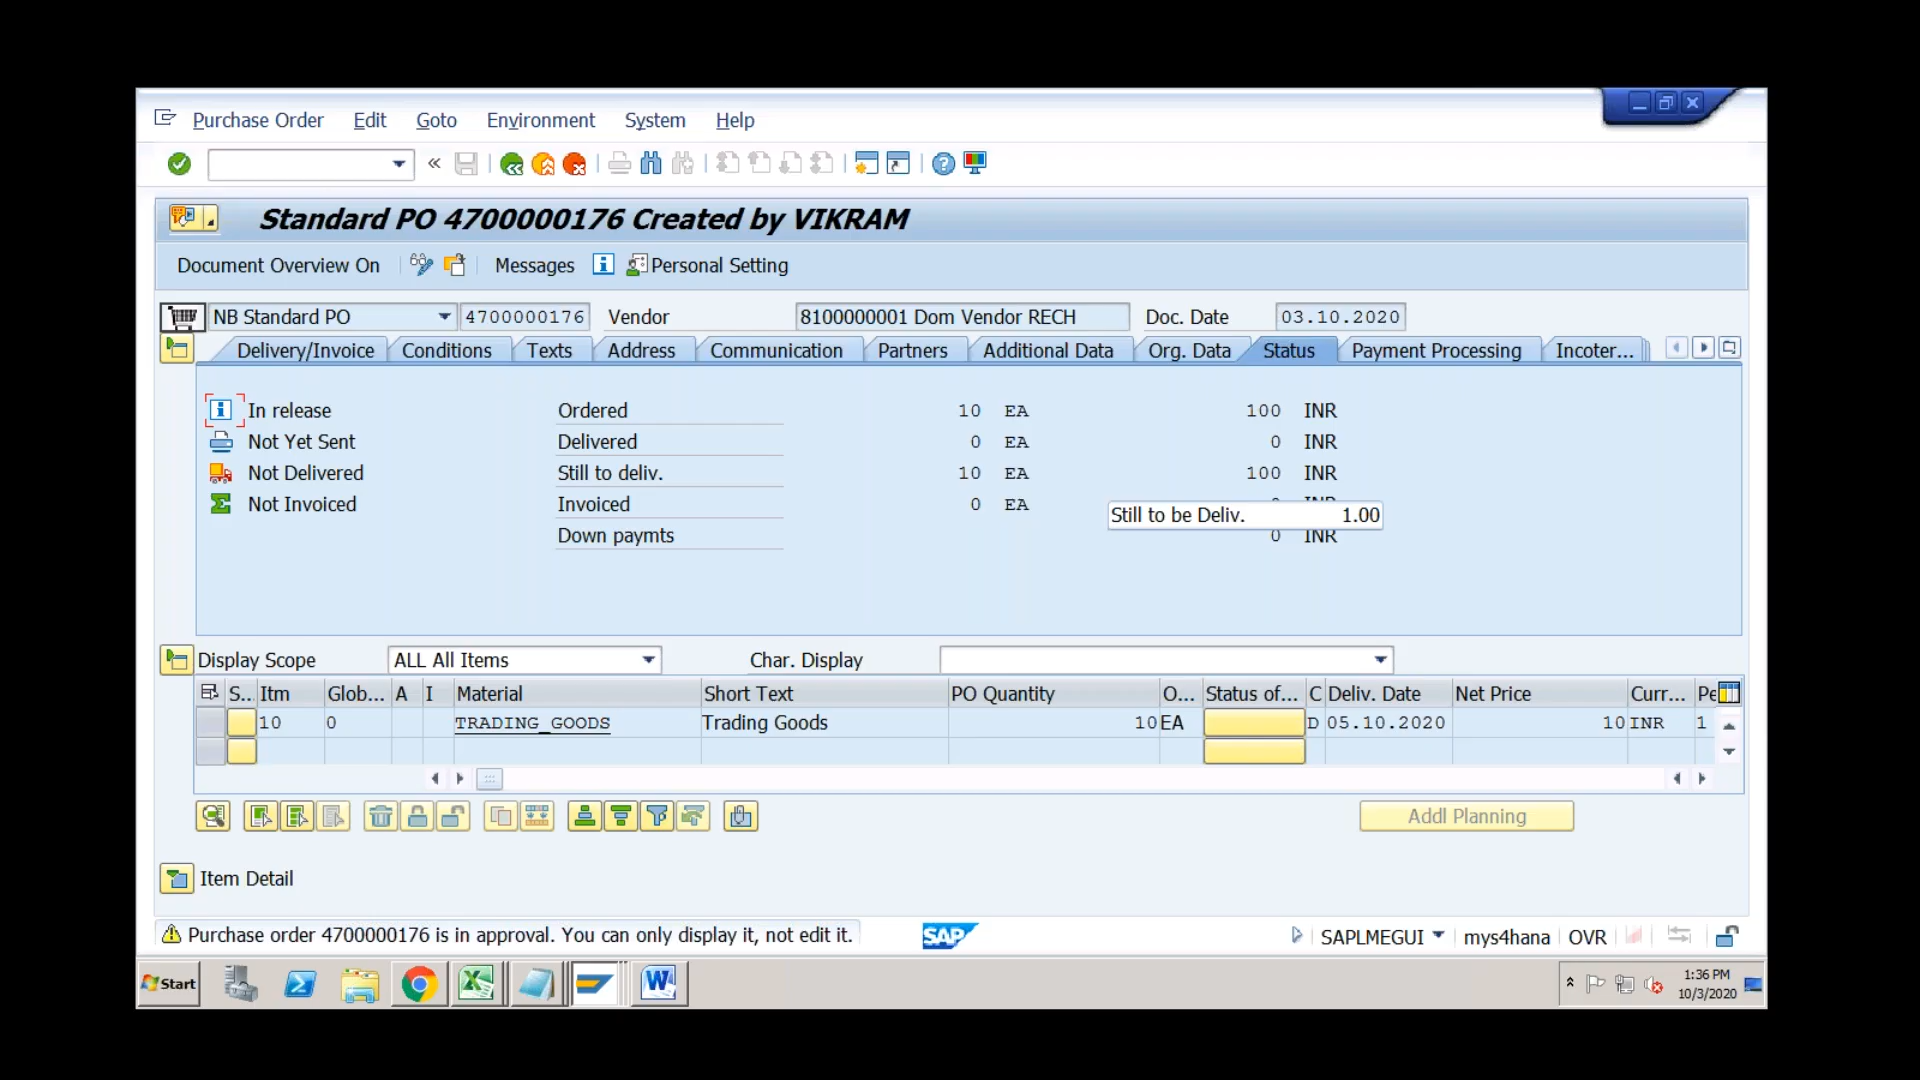 Purchase Order Edit Goto Environment System Help
Standard PO 4700000176 Created by VIKRAM
Document Overview On Messages Personal Setting
NB Standard PO 4700000176 Vendor 8100000001 Dom Vendor RECH Doc. Date 03.10.2020
Delivery/Invoice Conditions Texts Address Communication Partners Additional Data Org. Data Status Payment Processing Incoter...
In release Ordered 10 EA 100 INR
Not Yet Sent Delivered 0 EA 0 INR
Not Delivered Still to deliv. 10 EA 100 INR
Not Invoiced Invoiced 0 EA
Still to be Deliv. 1.00
Down paymts 0 INR
Display Scope ALL All Items Char. Display
S... Itm Glob... A I Material Short Text PO Quantity O... Status of... C Deliv. Date Net Price Curr... Pe
10 0 TRADING_GOODS Trading Goods 10 EA D 05.10.2020 10 INR 1
Addl Planning
Item Detail
Purchase order 4700000176 is in approval. You can only display it, not edit it. SAP SAPLMEGUI mys4hana OVR
Start 1:36 PM
10/3/2020